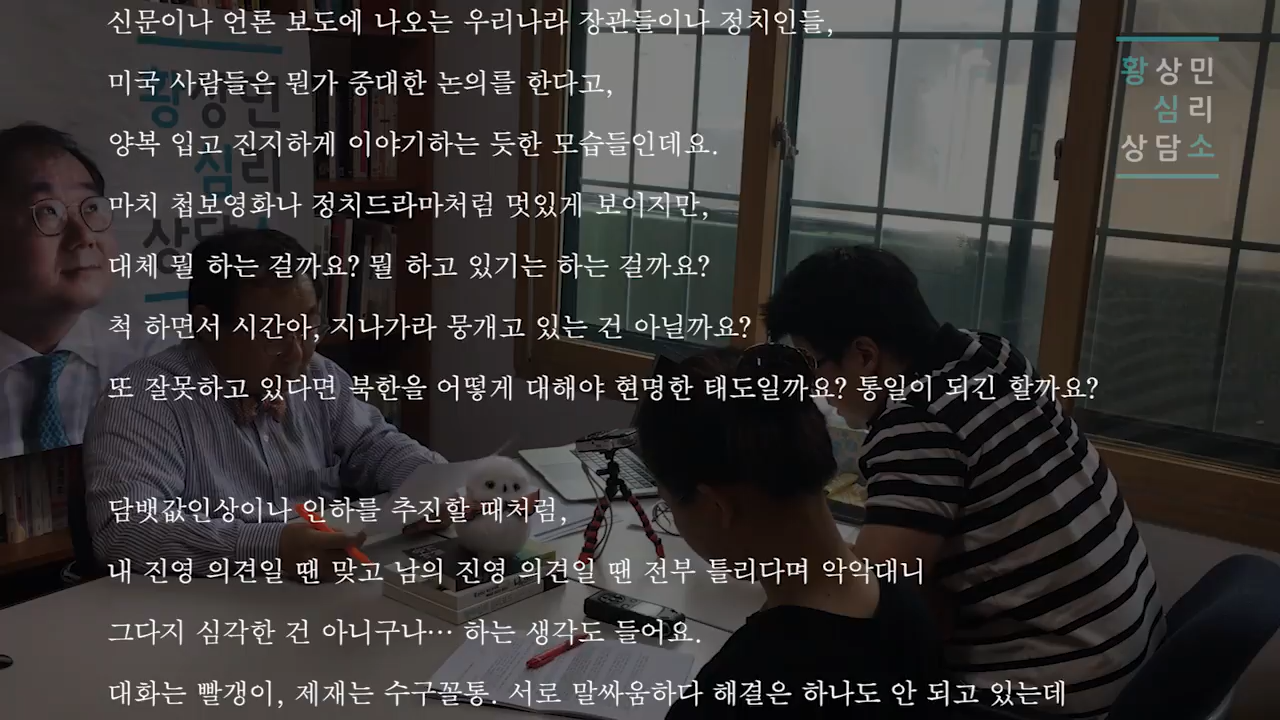 신문이나 언론 보도에 나오는 우리나라 장관들이나 정치인들,
미국 사람들은 뭔가 중대한 논의를 한다고,
양복 입고 진지하게 이야기하는 듯한 모습들인데요.
마치 첩보영화나 정치드라마처럼 멋있게 보이지만,
대체 뭘 하는 걸까요? 뭘 하고 있기는 하는 걸까요?
척 하면서 시간아, 지나가라 뭉개고 있는 건 아닐까요?
또 잘못하고 있다면 북한을 어떻게 대해야 현명한 태도일까요? 통일이 되긴 할까요?
담뱃값인상이나 인하를 추진할 때처럼,
내 진영 의견일 땐 맞고 남의 진영 의견일 땐 전부 틀리다며 악악대니
그다지 심각한 건 아니구나… 하는 생각도 들어요.
대화는 빨갱이, 제재는 수구꼴통. 서로 말싸움하다 해결은 하나도 안 되고 있는데
황상민
심리
상담소
황상민
심리
상담